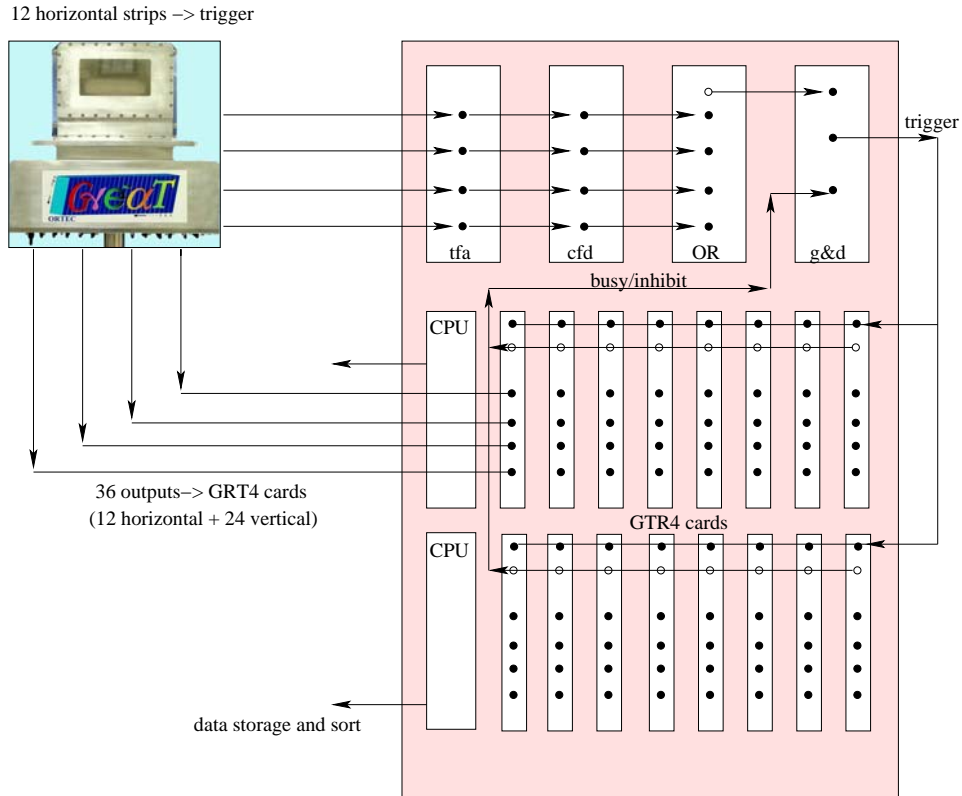 12 horizontal strips −> trigger
GreaT
ORTEC
tfa
cfd
OR
g&d
trigger
busy/inhibit
CPU
36 outputs−> GRT4 cards
(12 horizontal + 24 vertical)
GTR4 cards
CPU
data storage and sort